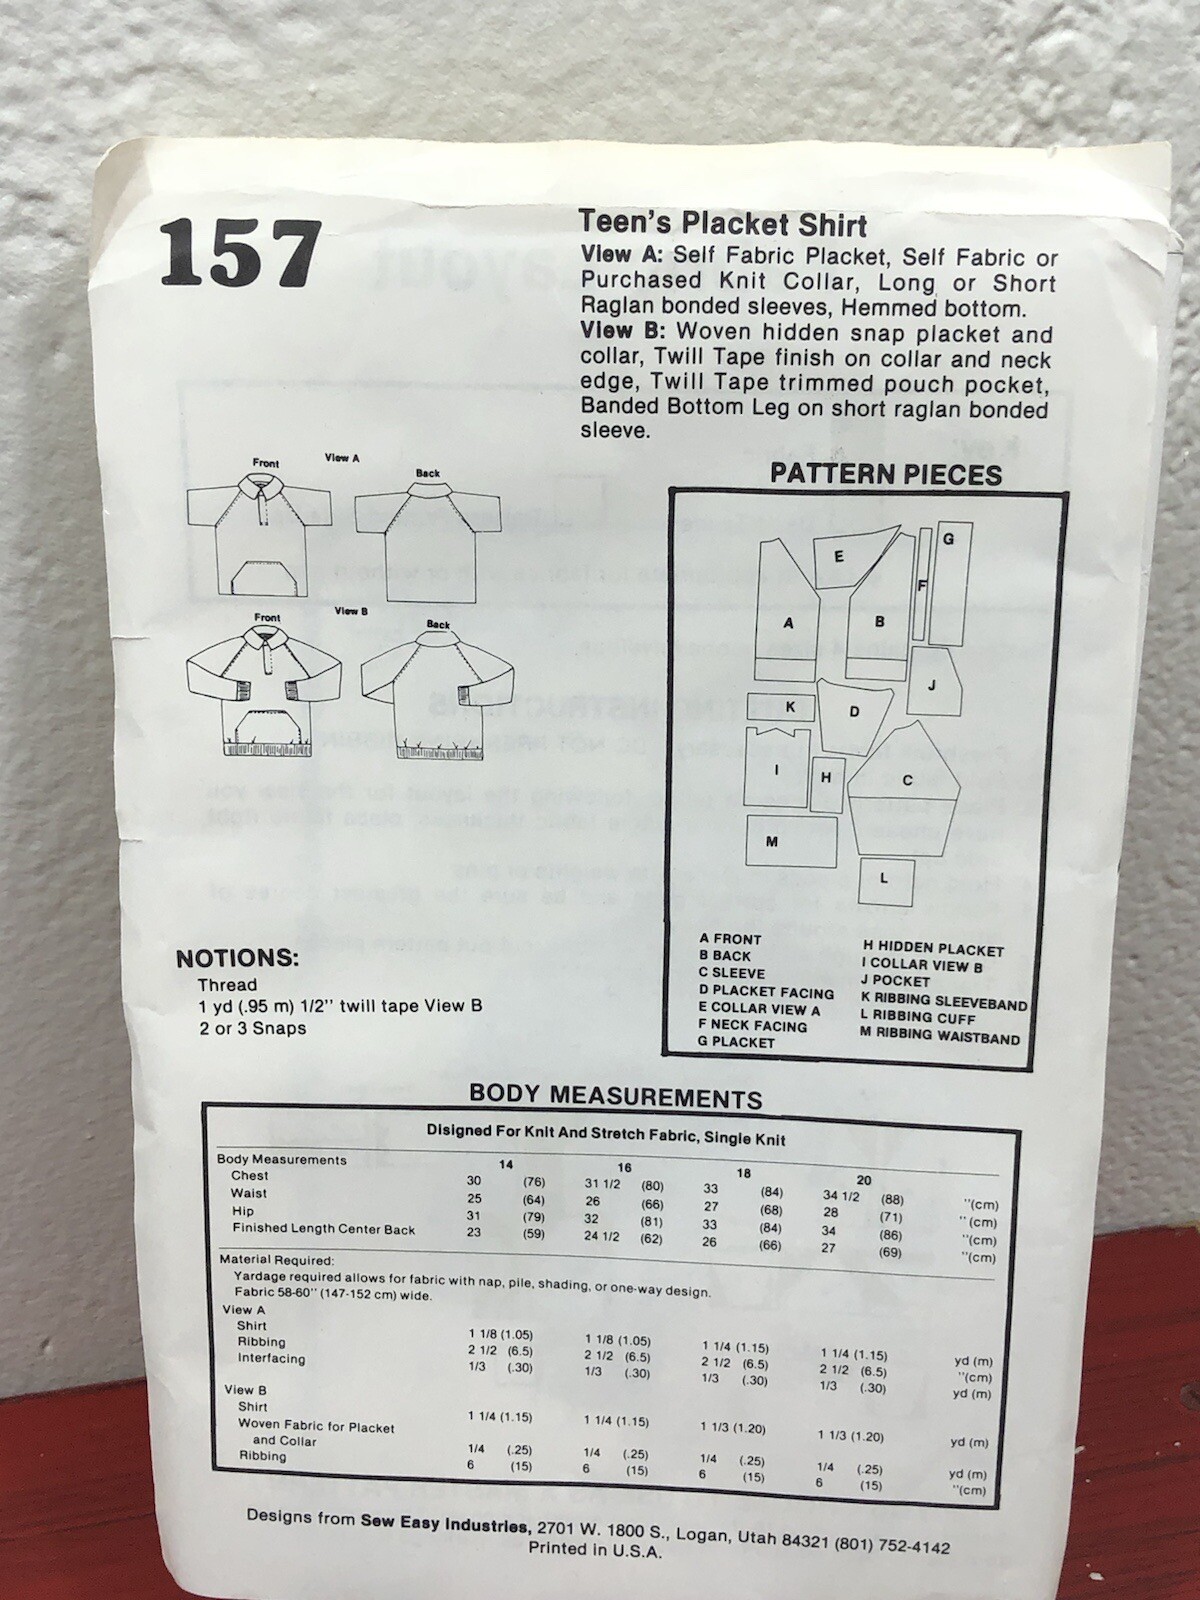 157
Teen's Placket Shirt
View A: Self Fabric Placket, Self Fabric or
Purchased Knit Collar, Long or Short
Raglan bonded sleeves, Hemmed bottom.
View B: Woven hidden snap placket and
collar, Twill Tape finish on collar and neck
edge, Twill Tape trimmed pouch pocket,
Banded Bottom Leg on short raglan bonded
sleeve.
Front View A Back
Front View B Back
PATTERN PIECES
A
E
B
F
G
K
D
J
I
H
C
M
L
A FRONT
B BACK
C SLEEVE
D PLACKET FACING
E COLLAR VIEW A
F NECK FACING
G PLACKET
H HIDDEN PLACKET
I COLLAR VIEW B
J POCKET
K RIBBING SLEEVEBAND
L RIBBING CUFF
M RIBBING WAISTBAND
NOTIONS:
Thread
1 yd (.95 m) 1/2" twill tape View B
2 or 3 Snaps
BODY MEASUREMENTS
Disigned For Knit And Stretch Fabric, Single Knit
Body Measurements 14 16 18 20
Chest 30 (76) 31 1/2 (80) 33 (84) 34 1/2 (88) "(cm)
Waist 25 (64) 26 (66) 27 (68) 28 (71) "(cm)
Hip 31 (79) 32 (81) 33 (84) 34 (86) "(cm)
Finished Length Center Back 23 (59) 24 1/2 (62) 26 (66) 27 (69) "(cm)
Material Required:
Yardage required allows for fabric with nap, pile, shading, or one-way design.
Fabric 58-60" (147-152 cm) wide.
View A
Shirt 1 1/8 (1.05) 1 1/8 (1.05) 1 1/4 (1.15) 1 1/4 (1.15) yd (m)
Ribbing 2 1/2 (6.5) 2 1/2 (6.5) 2 1/2 (6.5) 2 1/2 (6.5) "(cm)
Interfacing 1/3 (.30) 1/3 (.30) 1/3 (.30) 1/3 (.30) yd (m)
View B
Shirt 1 1/4 (1.15) 1 1/4 (1.15) 1 1/3 (1.20) 1 1/3 (1.20) yd (m)
Woven Fabric for Placket
and Collar 1/4 (.25) 1/4 (.25) 1/4 (.25) 1/4 (.25) yd (m)
Ribbing 6 (15) 6 (15) 6 (15) 6 (15) "(cm)
Designs from Sew Easy Industries, 2701 W. 1800 S., Logan, Utah 84321 (801) 752-4142
Printed in U.S.A.